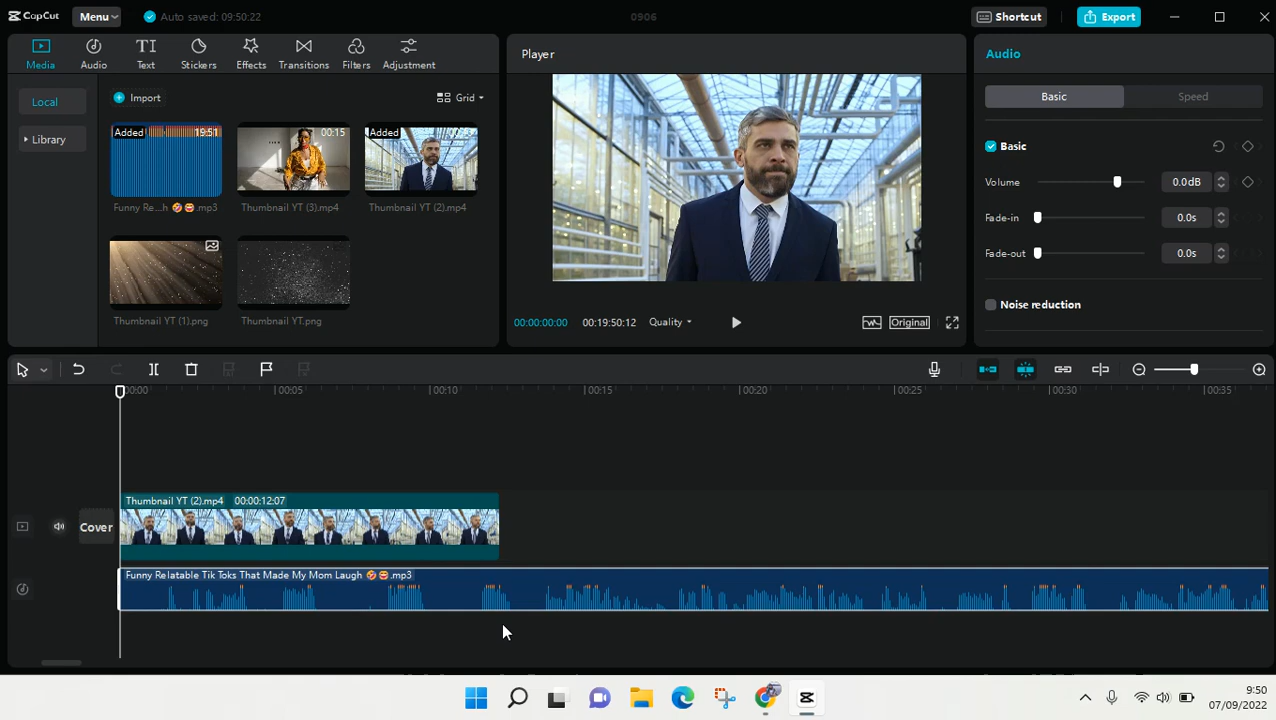 CapCut
Menu
Auto saved: 09:50:22
0906
Shortcut
Export
Media
Audio
Text
Stickers
Effects
Transitions
Filters
Adjustment
Player
Audio
Local
Library
Import
Grid
Added 19:51
00:15
Added
Funny Re....h 🤣😂.mp3
Thumbnail YT (3).mp4
Thumbnail YT (2).mp4
Thumbnail YT (1).png
Thumbnail YT.png
00:00:00:00
00:19:50:12
Quality
Original
Basic
Speed
Basic
Volume
0.0dB
Fade-in
0.0s
Fade-out
0.0s
Noise reduction
00:00 00:05 00:10 00:15 00:20 00:25 00:30 00:35
Thumbnail YT (2).mp4 00:00:12:07
Cover
Funny Relatable Tik Toks That Made My Mom Laugh 🤣😂.mp3
9:50
07/09/2022